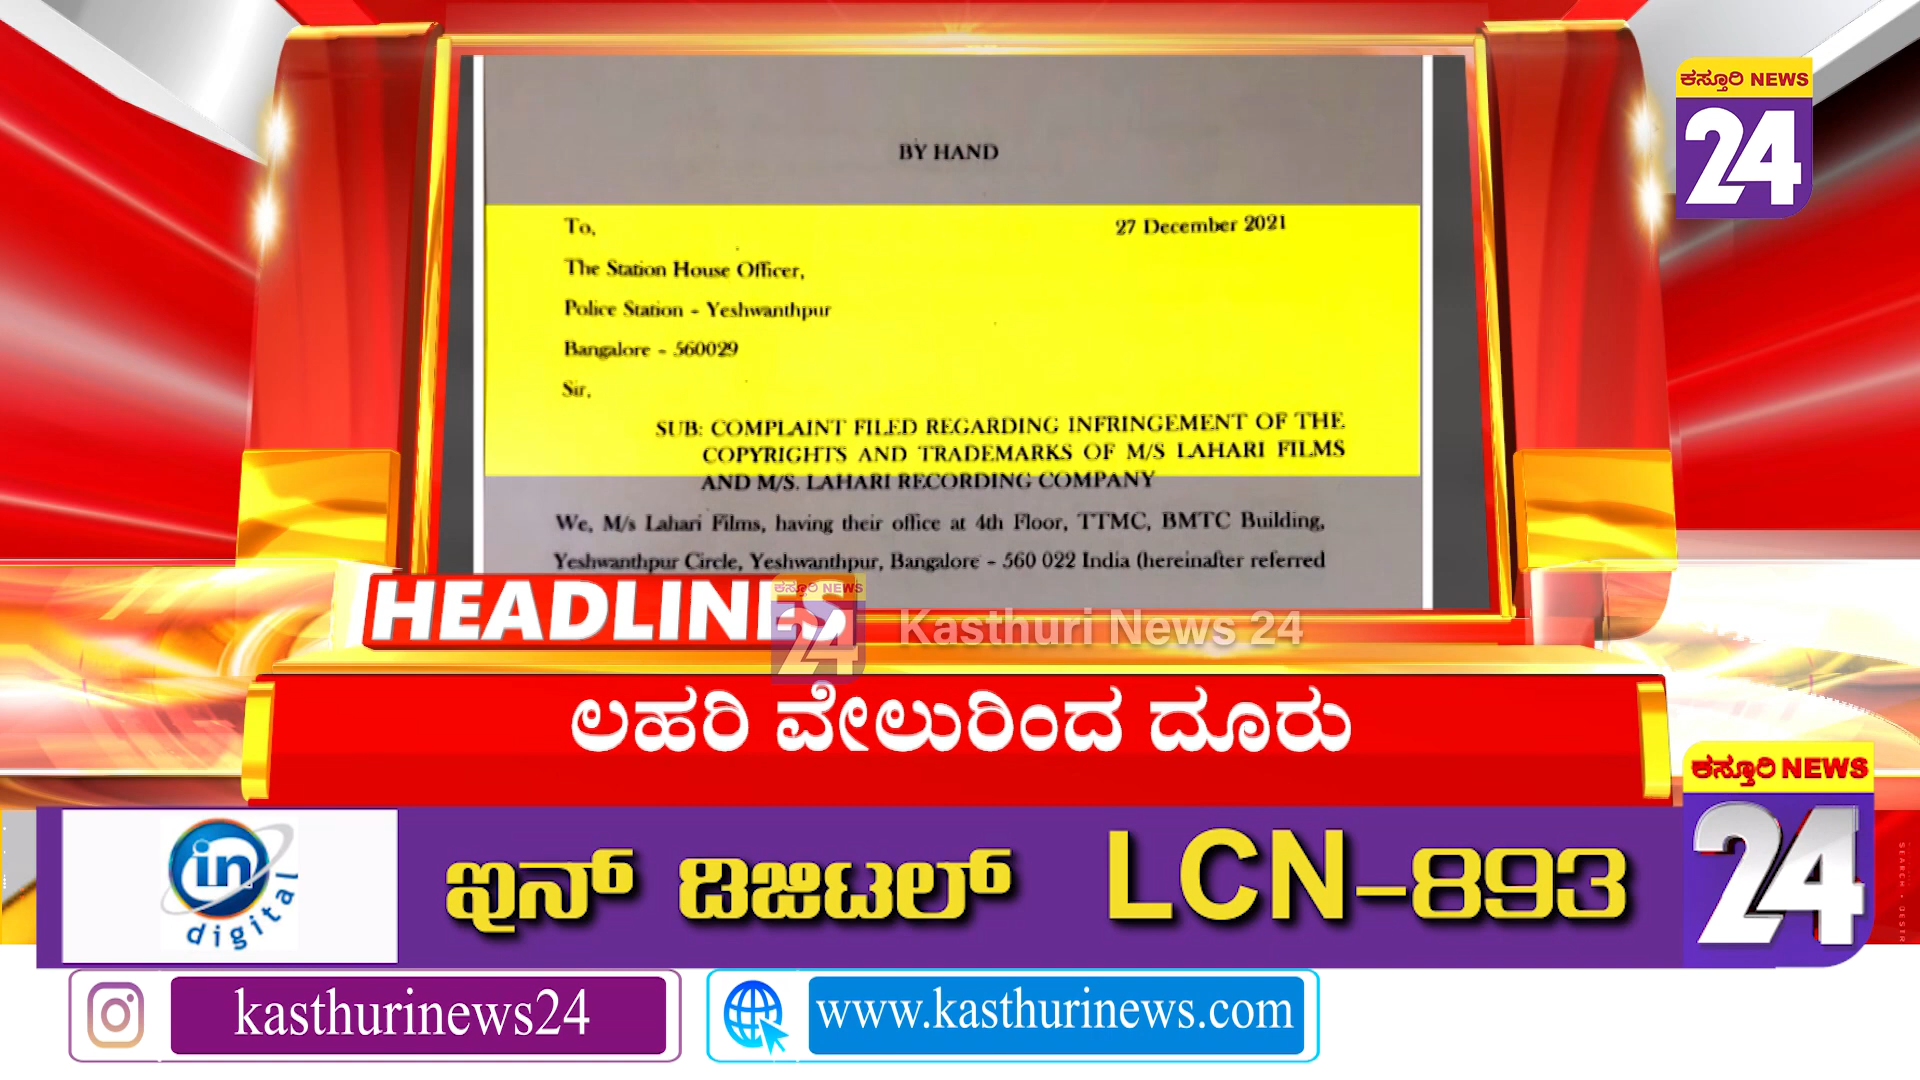 ಕಸ್ತೂರಿ NEWS
24
BY HAND
To,
27 December 2021
The Station House Officer,
Police Station - Yeshwanthpur
Bangalore - 560029
Sir,
SUB: COMPLAINT FILED REGARDING INFRINGEMENT OF THE
COPYRIGHTS AND TRADEMARKS OF M/S LAHARI FILMS
AND M/S. LAHARI RECORDING COMPANY
We, M/s Lahari Films, having their office at 4th Floor, TTMC, BMTC Building,
Yeshwanthpur Circle, Yeshwanthpur, Bangalore - 560 022 India (hereinafter referred
HEADLINES
ಕಸ್ತೂರಿ NEWS
24
Kasthuri News 24
ಲಹರಿ ವೇಲುರಿಂದ ದೂರು
in
digital
ಇನ್ ಡಿಜಿಟಲ್ LCN-893
ಕಸ್ತೂರಿ NEWS
24
kasthurinews24
www.kasthurinews.com